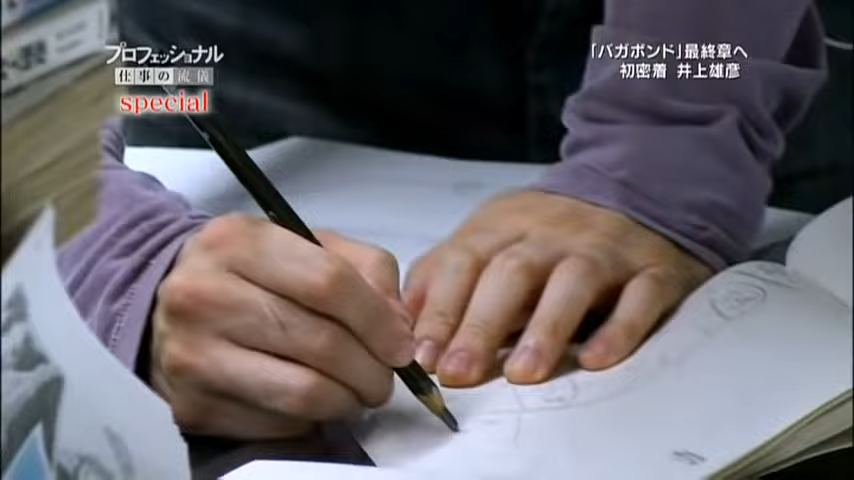 プロフェッショナル
仕事の流儀
special
「バガボンド」最終章へ
初密着 井上雄彦